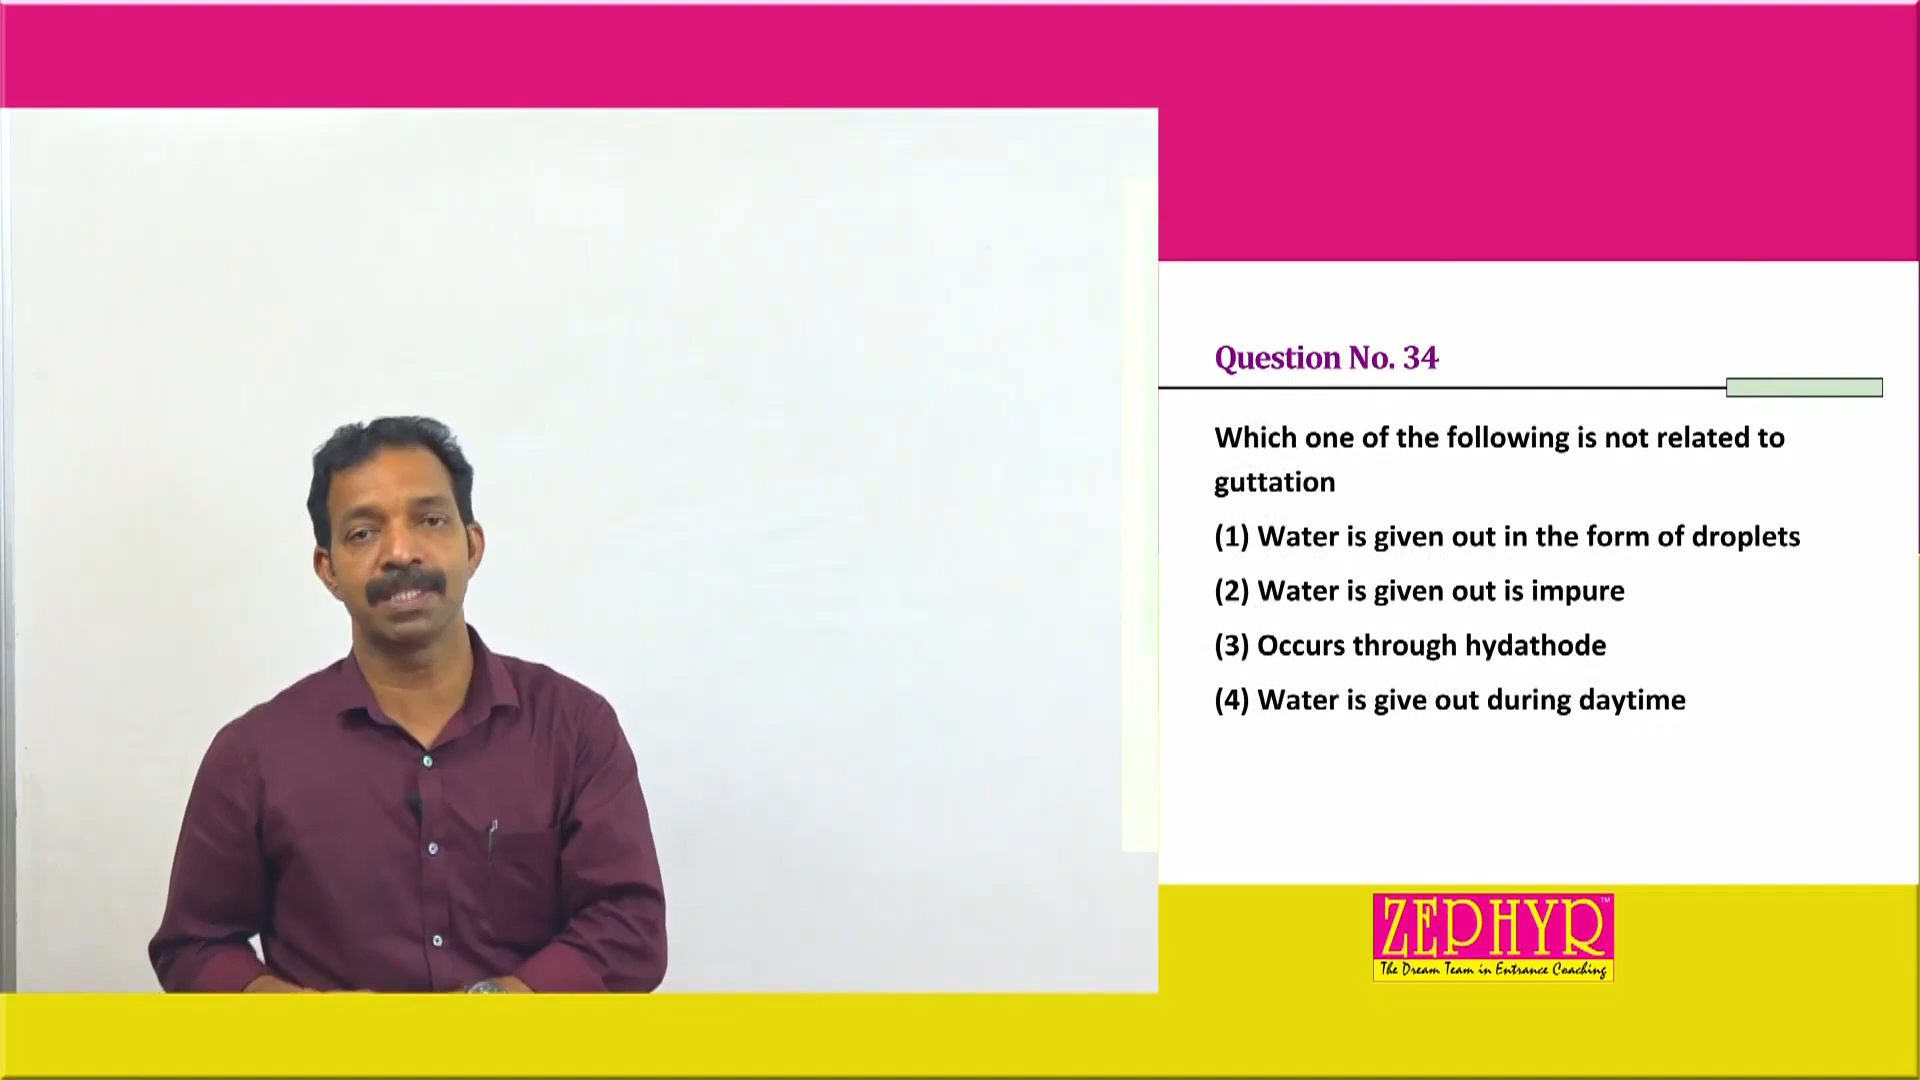 Question No. 34
Which one of the following is not related to
guttation
(1) Water is given out in the form of droplets
(2) Water is given out is impure
(3) Occurs through hydathode
(4) Water is give out during daytime
ZEPHYR™
The Dream Team in Entrance Coaching